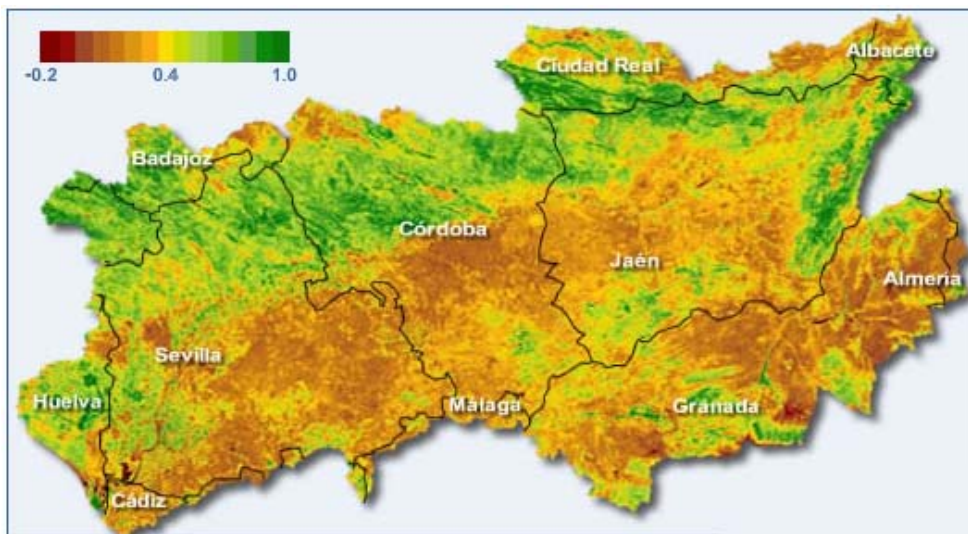 -0.2 0.4 1.0
Ciudad Real
Albacete
Badajoz
Córdoba
Jaén
Almería
Sevilla
Huelva
Málaga
Granada
Cádiz